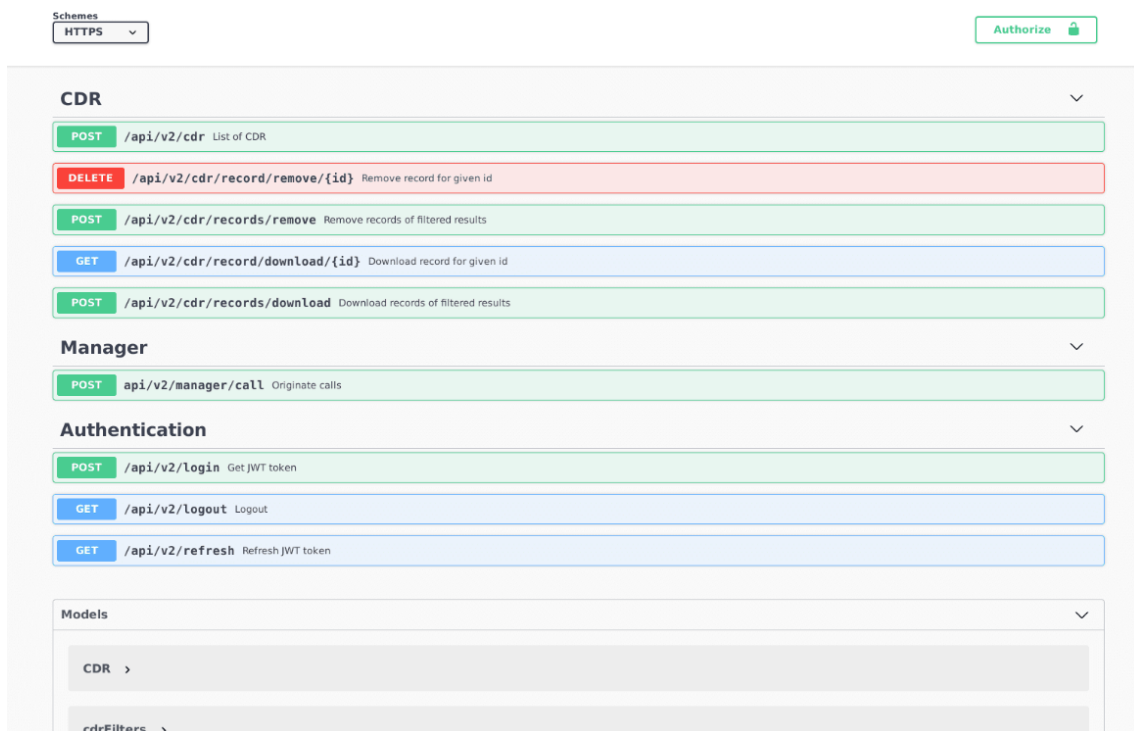 Schemes
HTTPS
Authorize
CDR
POST /api/v2/cdr List of CDR
DELETE /api/v2/cdr/record/remove/{id} Remove record for given id
POST /api/v2/cdr/records/remove Remove records of filtered results
GET /api/v2/cdr/record/download/{id} Download record for given id
POST /api/v2/cdr/records/download Download records of filtered results
Manager
POST api/v2/manager/call Originate calls
Authentication
POST /api/v2/login Get JWT token
GET /api/v2/logout Logout
GET /api/v2/refresh Refresh JWT token
Models
CDR
cdrFilters